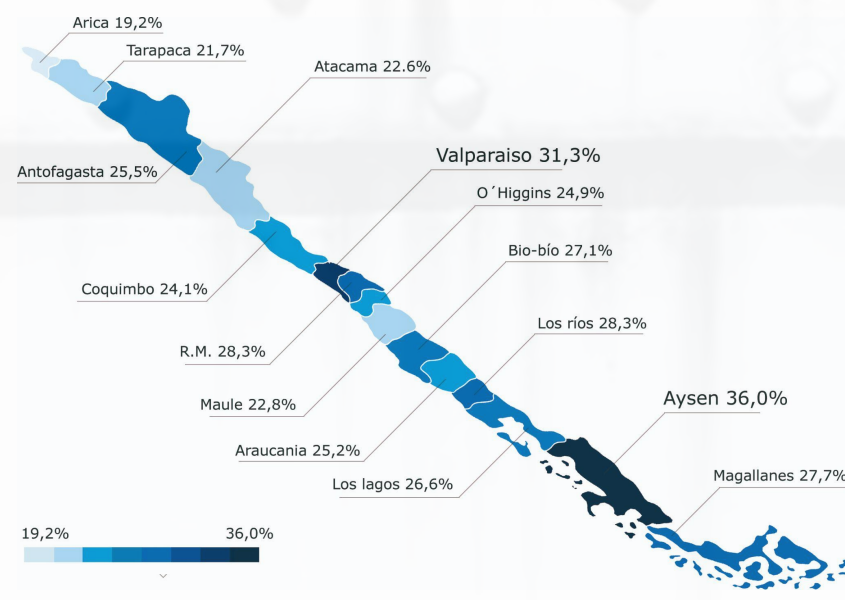 Arica 19,2%
Tarapaca 21,7%
Atacama 22.6%
Valparaiso 31,3%
Antofagasta 25,5%
O´Higgins 24,9%
Bio-bío 27,1%
Coquimbo 24,1%
Los ríos 28,3%
R.M. 28,3%
Aysen 36,0%
Maule 22,8%
Araucania 25,2%
Magallanes 27,7%
Los lagos 26,6%
19,2%
36,0%